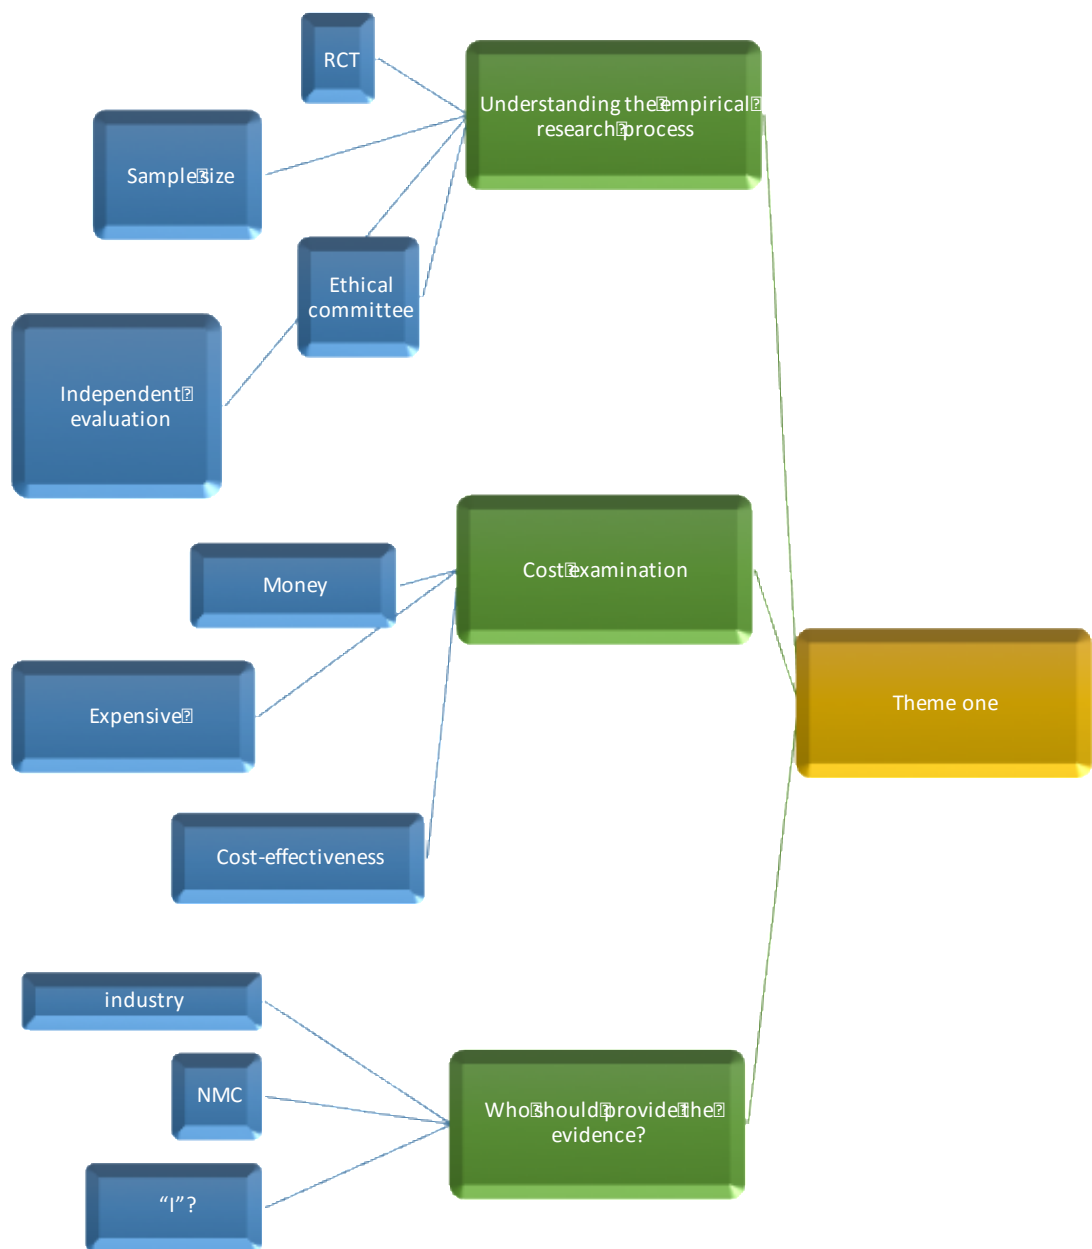 RCT
Understanding the empirical
research process
Sample size
Ethical
committee
Independent
evaluation
Money
Cost examination
Expensive
Theme one
Cost-effectiveness
industry
NMC
Who should provide the
evidence?
“I”?